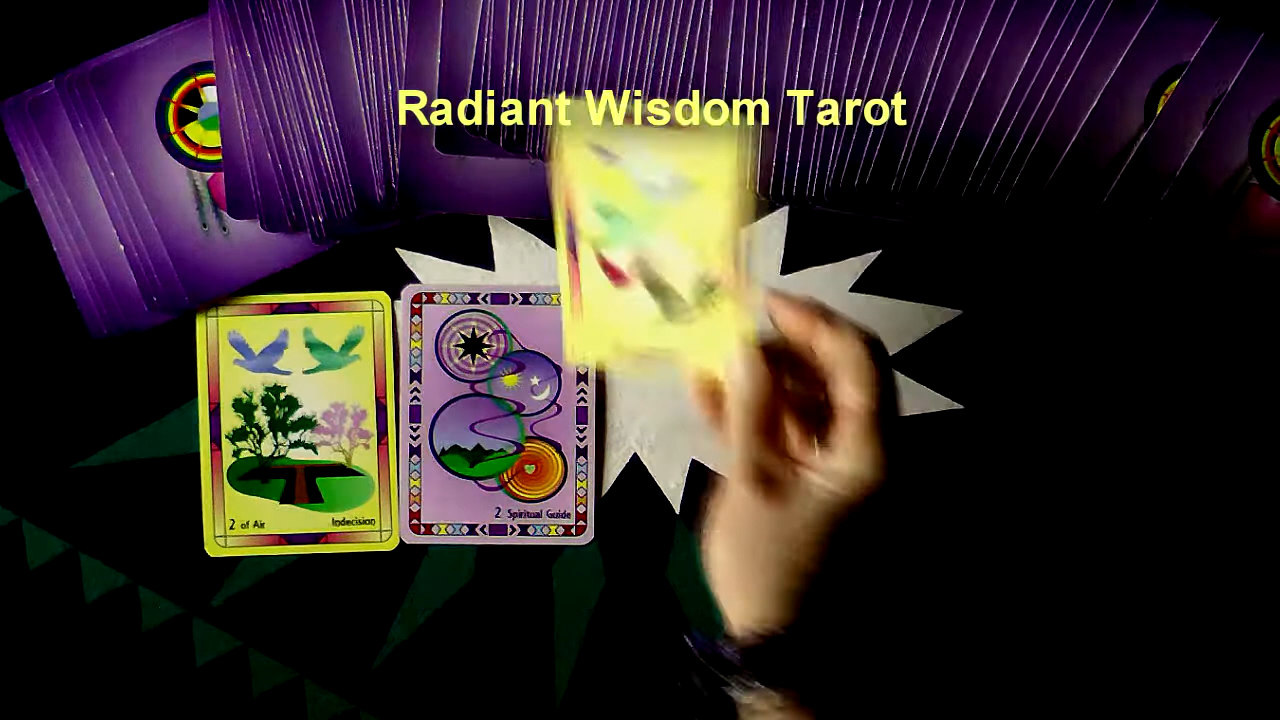 Radiant Wisdom Tarot
2 of Air Indecision
2 Spiritual Guide